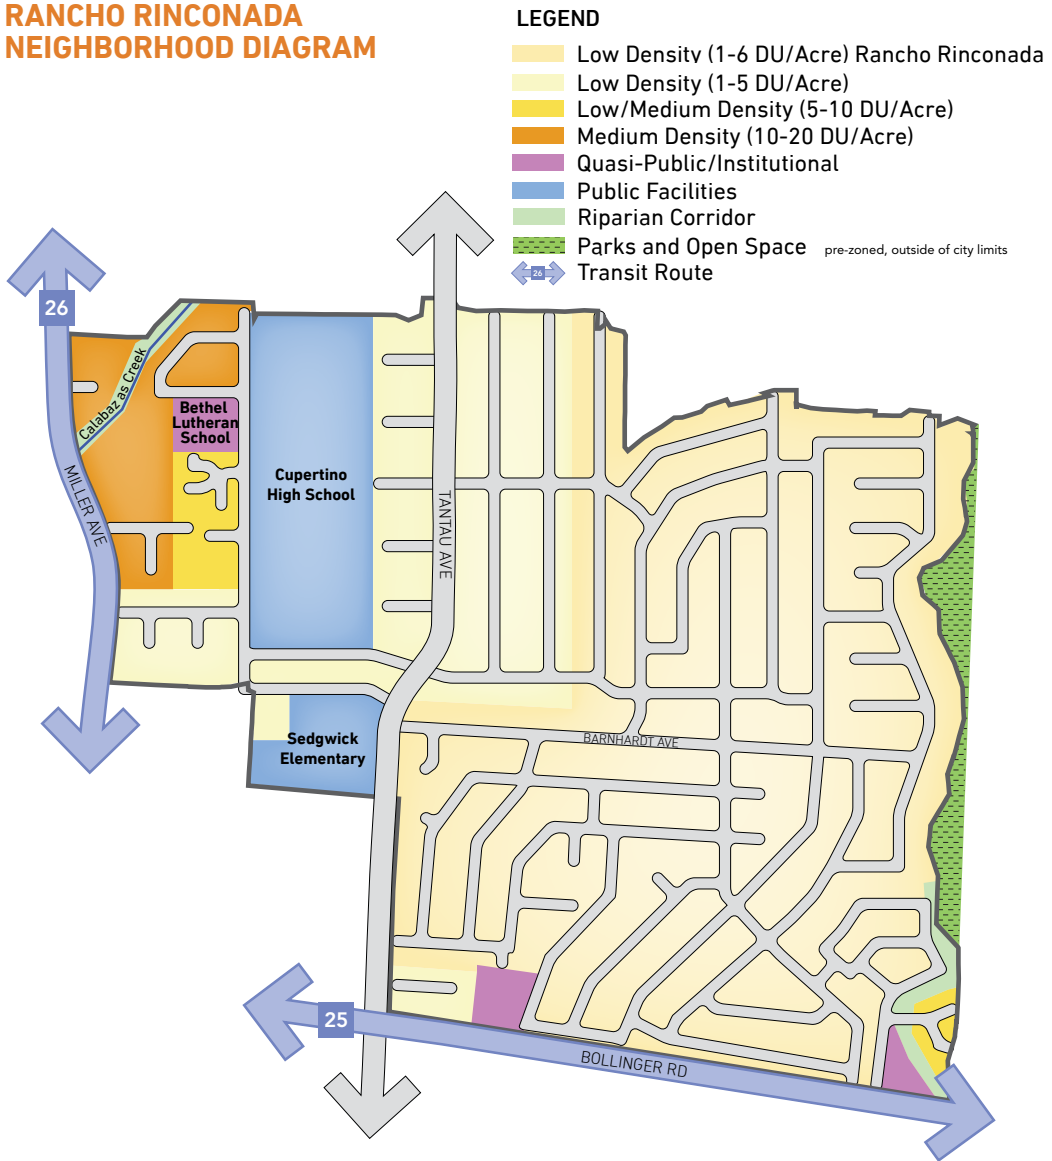 RANCHO RINCONADA
NEIGHBORHOOD DIAGRAM
LEGEND
Low Density (1-6 DU/Acre) Rancho Rinconada
Low Density (1-5 DU/Acre)
Low/Medium Density (5-10 DU/Acre)
Medium Density (10-20 DU/Acre)
Quasi-Public/Institutional
Public Facilities
Riparian Corridor
Parks and Open Space pre-zoned, outside of city limits
26 Transit Route
26
Calabaz as Creek
Bethel
Lutheran
School
Cupertino
High School
MILLER AVE
TANTAU AVE
Sedgwick
Elementary
BARNHARDT AVE
25
BOLLINGER RD